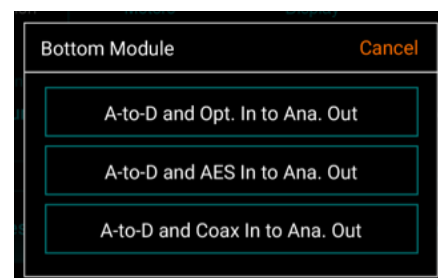 Bottom Module Cancel
A-to-D and Opt. In to Ana. Out
A-to-D and AES In to Ana. Out
A-to-D and Coax In to Ana. Out